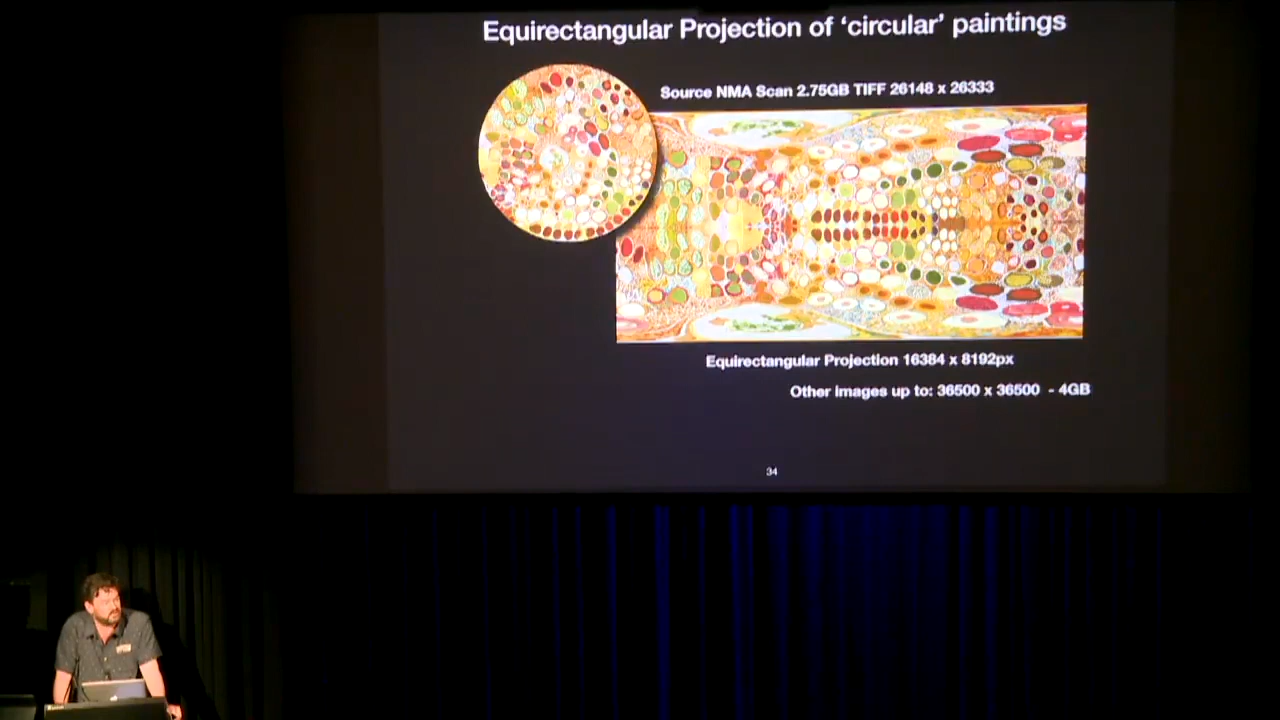 Equirectangular Projection of ‘circular’ paintings
Source NMA Scan 2.75GB TIFF 26148 x 26333
Equirectangular Projection 16384 x 8192px
Other images up to: 36500 x 36500 - 4GB
34